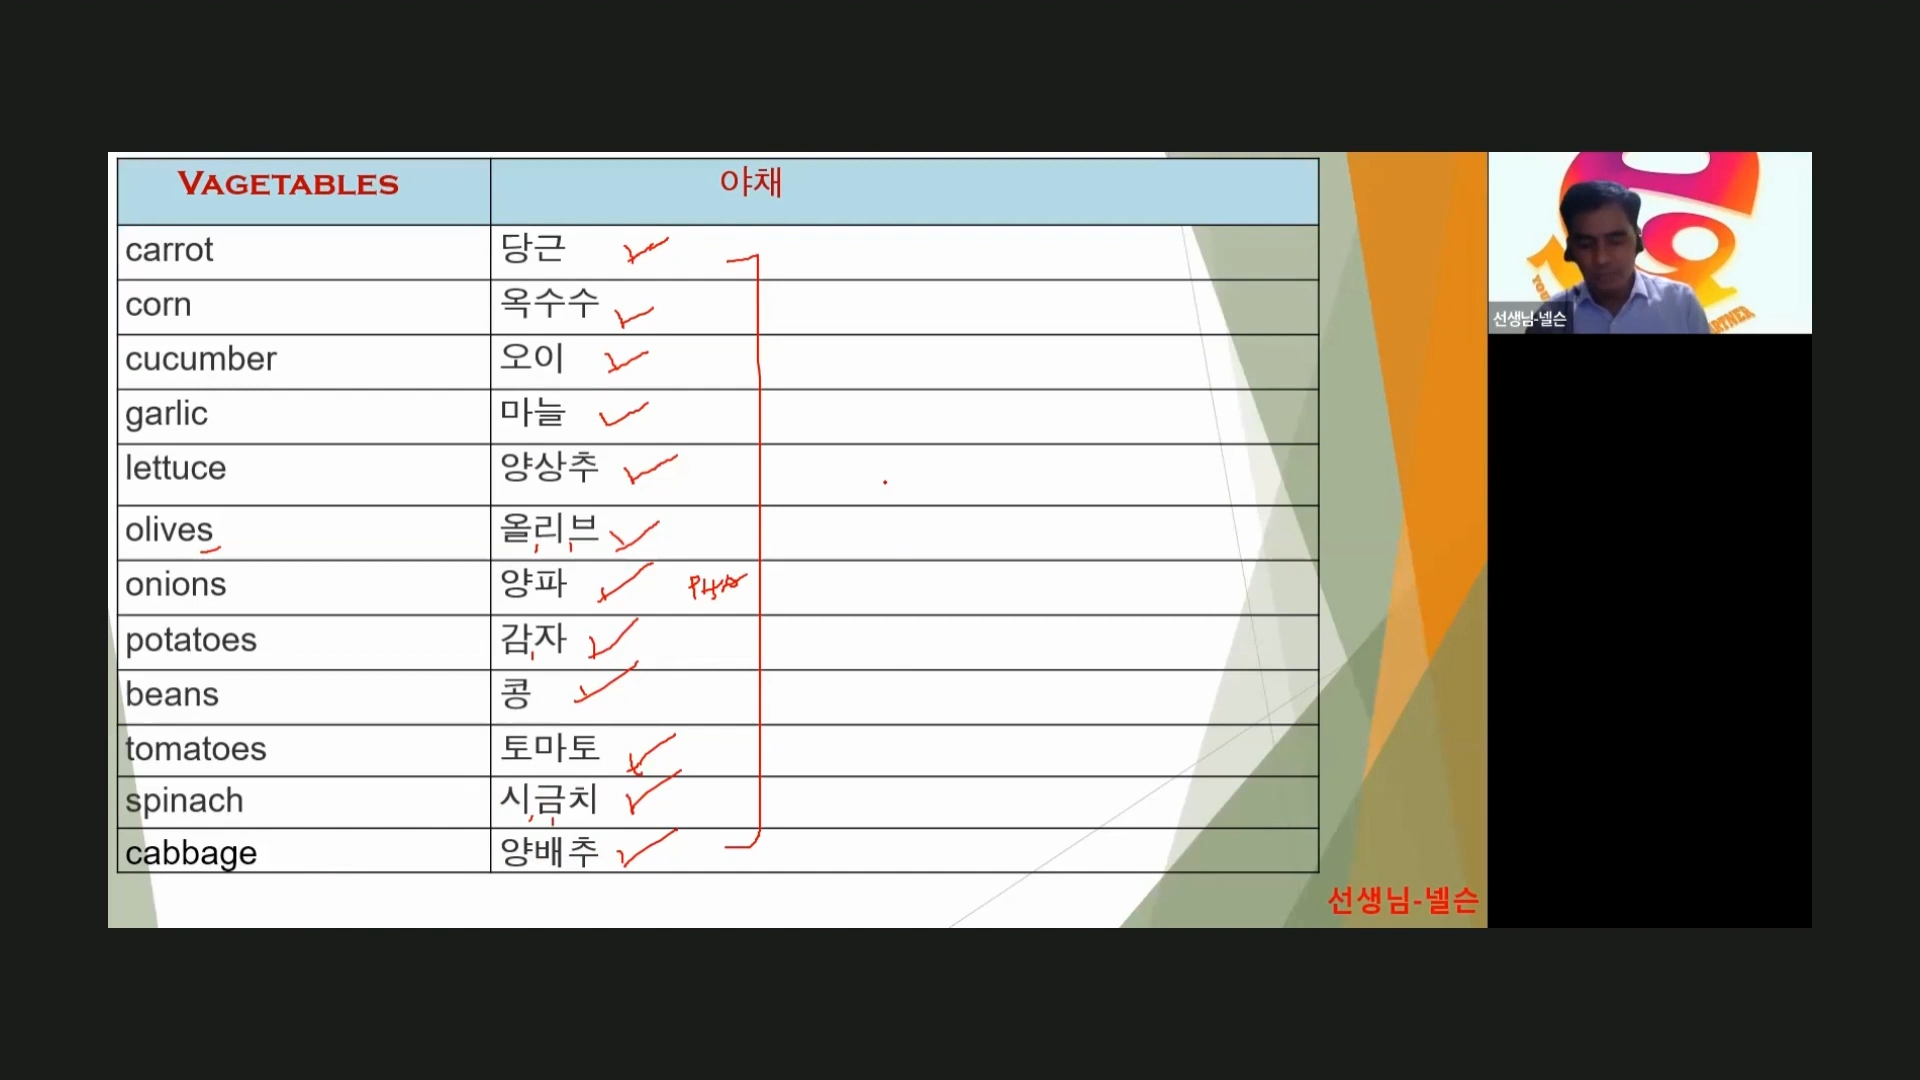 VAGETABLES 야채
carrot 당근
corn 옥수수
cucumber 오이
garlic 마늘
lettuce 양상추
olives 올리브
onions 양파
potatoes 감자
beans 콩
tomatoes 토마토
spinach 시금치
cabbage 양배추
선생님-넬슨
선생님-넬슨